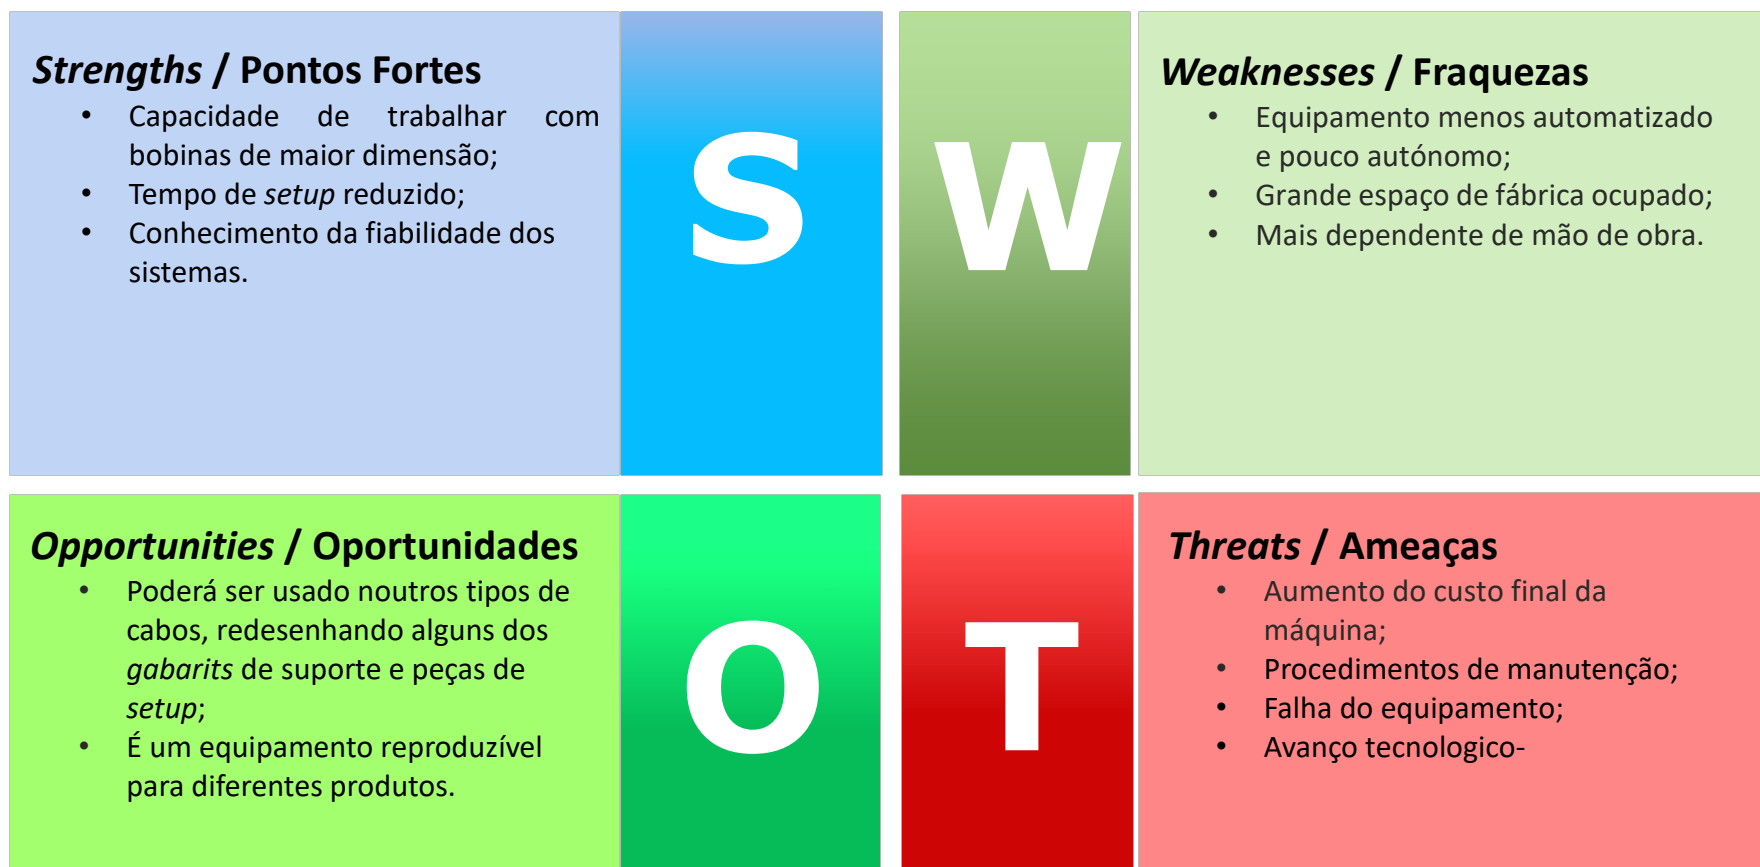 Strengths / Pontos Fortes
• Capacidade de trabalhar com
bobinas de maior dimensão;
• Tempo de setup reduzido;
• Conhecimento da fiabilidade dos
sistemas.
S
W
Weaknesses / Fraquezas
• Equipamento menos automatizado
e pouco autónomo;
• Grande espaço de fábrica ocupado;
• Mais dependente de mão de obra.
Opportunities / Oportunidades
• Poderá ser usado noutros tipos de
cabos, redesenhando alguns dos
gabarits de suporte e peças de
setup;
• É um equipamento reproduzível
para diferentes produtos.
O
T
Threats / Ameaças
• Aumento do custo final da
máquina;
• Procedimentos de manutenção;
• Falha do equipamento;
• Avanço tecnologico-